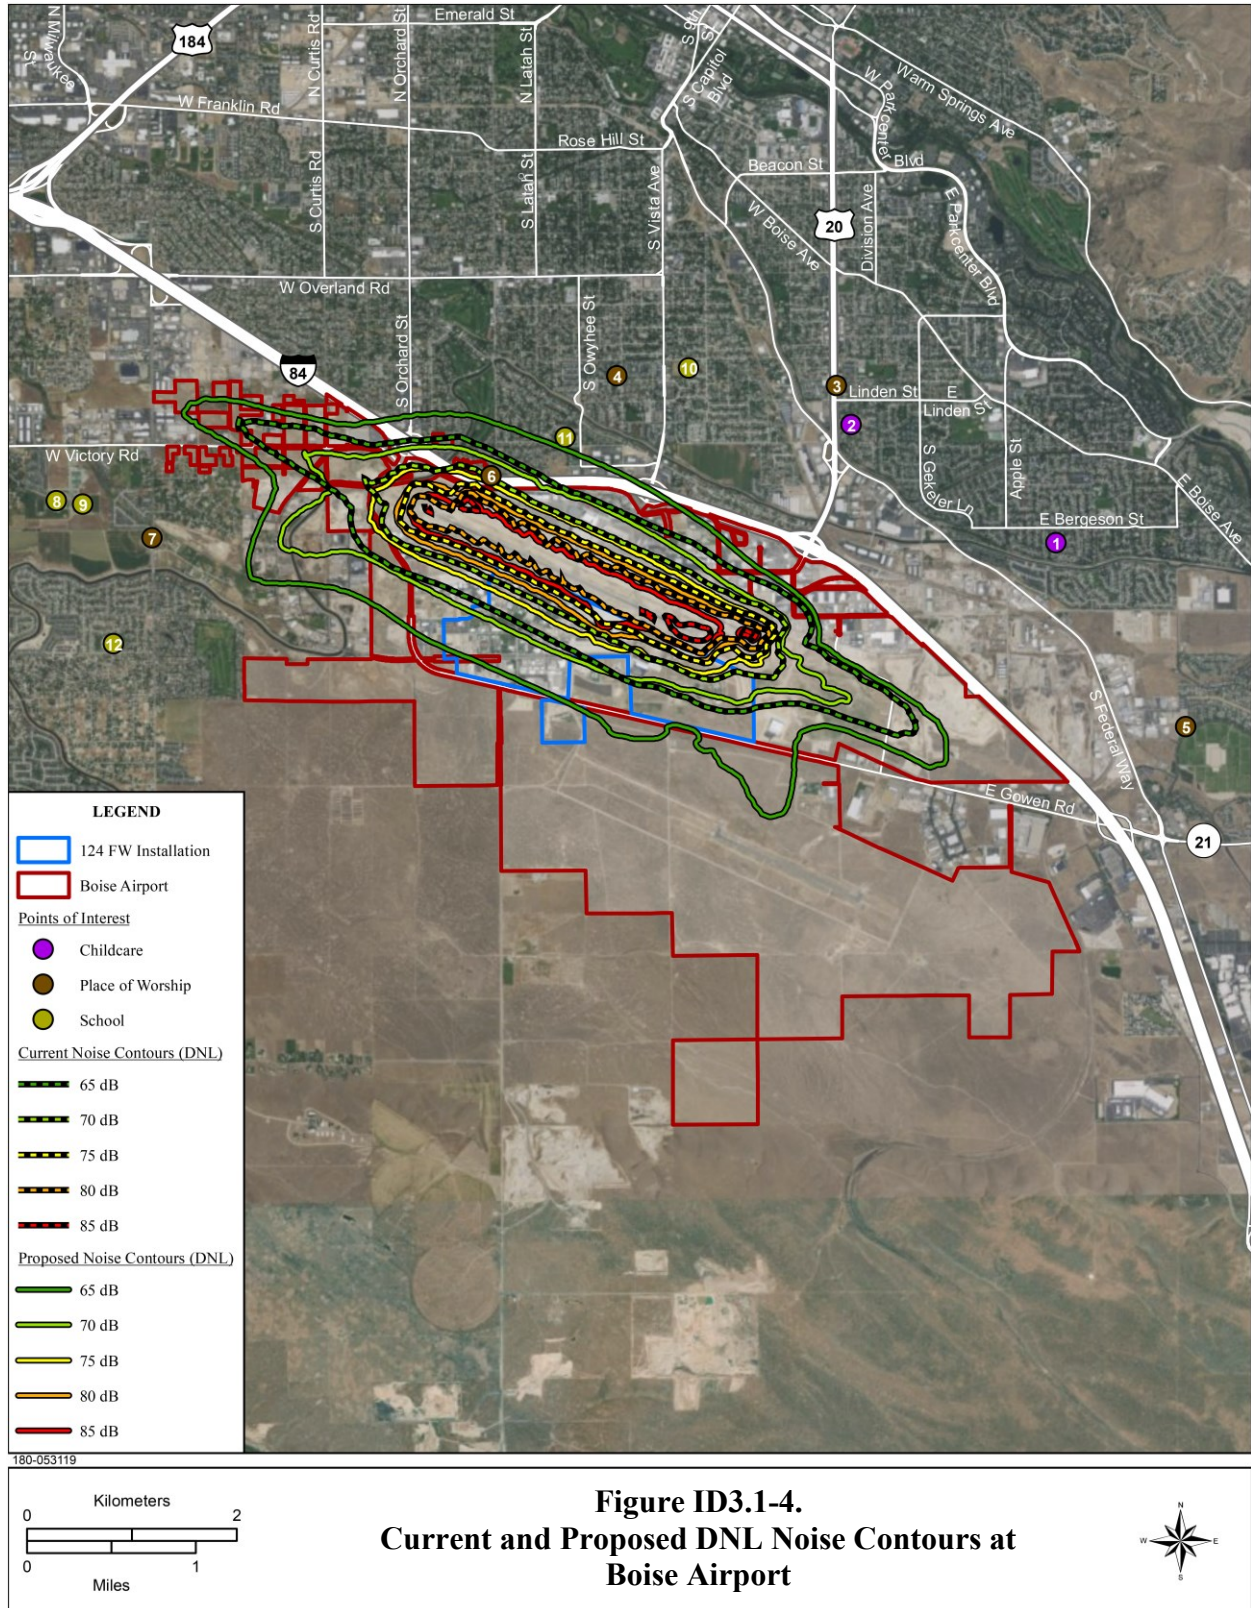 Emerald St
N Milwaukee
St
184
N Curtis Rd
N Orchard St
N Latah St
S 9th
St
S Capitol
Blvd
W Franklin Rd
Rose Hill St
S Curtis Rd
S Latah St
S Vista Ave
Warm Springs Ave
W Parkcenter
Blvd
Beacon St
20
Division Ave
W Boise Ave
E Parkcenter Blvd
W Overland Rd
S Orchard St
S Owyhee St
84
4
10
3
Linden St
E
Linden St
2
11
W Victory Rd
S Gekeler Ln
Apple St
6
8
9
7
E Bergeson St
E Boise Ave
1
12
S Federal Way
5
E Gowen Rd
21
LEGEND
124 FW Installation
Boise Airport
Points of Interest
Childcare
Place of Worship
School
Current Noise Contours (DNL)
65 dB
70 dB
75 dB
80 dB
85 dB
Proposed Noise Contours (DNL)
65 dB
70 dB
75 dB
80 dB
85 dB
180-053119
Kilometers
0
2
0
1
Miles
Figure ID3.1-4.
Current and Proposed DNL Noise Contours at
Boise Airport
N
W
E
S